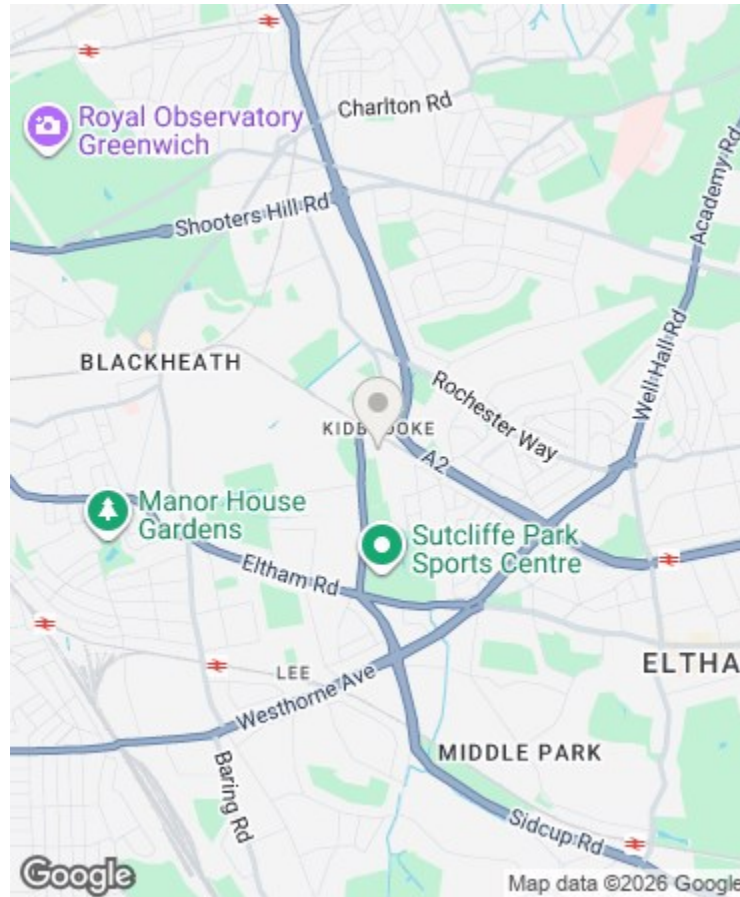 Royal Observatory
Greenwich
Charlton Rd
Academy Rd
Shooters Hill Rd
Well Hall Rd
BLACKHEATH
Rochester Way
KIDBROOKE
A2
Manor House
Gardens
Sutcliffe Park
Sports Centre
Eltham Rd
LEE
ELTHA
Westhorne Ave
MIDDLE PARK
Baring Rd
Sidcup Rd
Google
Map data ©2026 Google